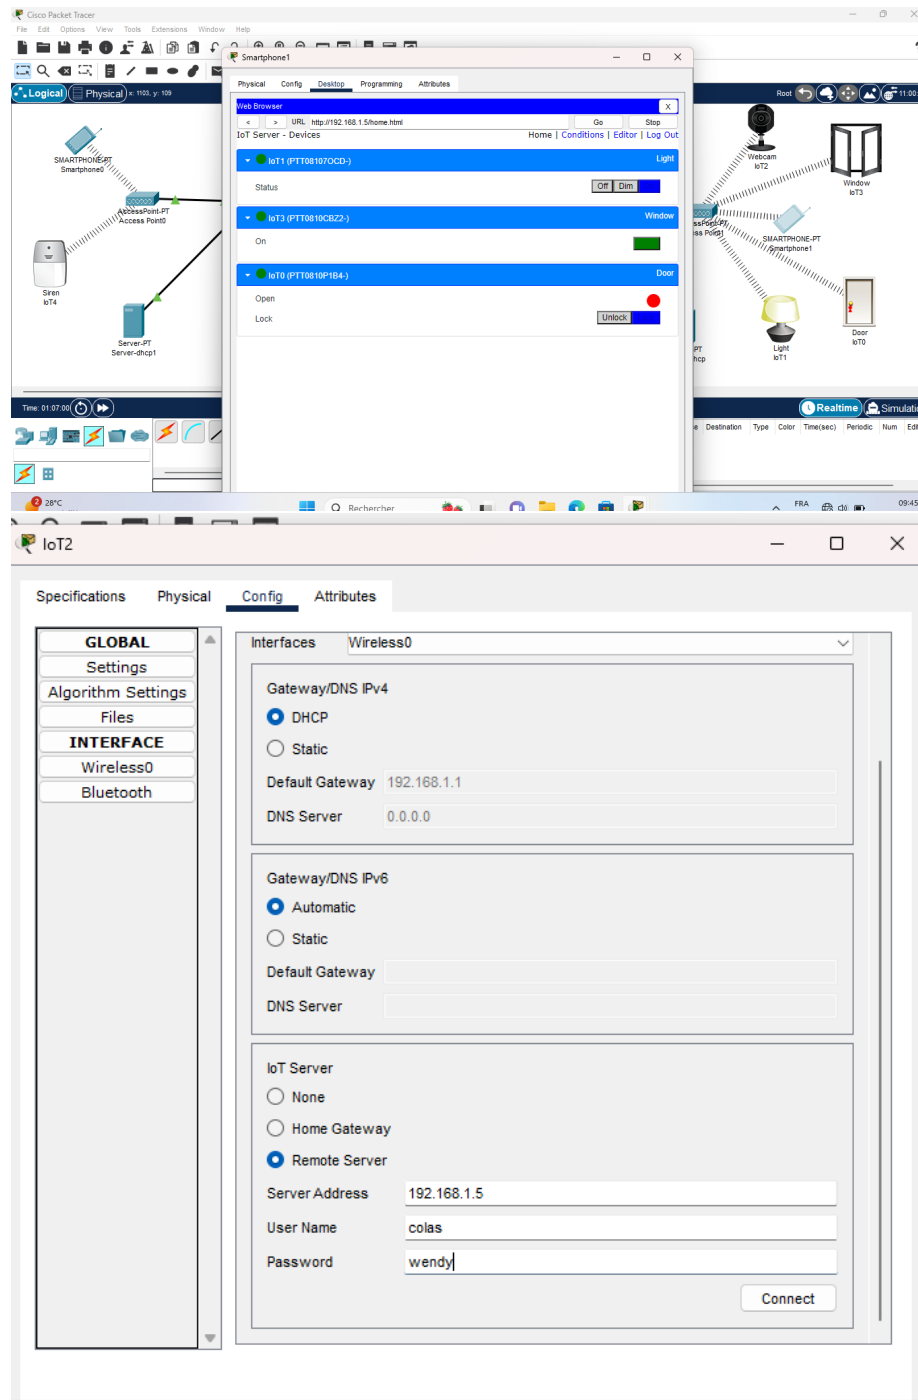 Cisco Packet Tracer
File Edit Options View Tools Extensions Window Help
Smartphone1
Physical Config Desktop Programming Attributes
Logical Physical x: 1103, y: 109
Root 11:00:
Web Browser X
< > URL http://192.168.1.5/home.html Go Stop
IoT Server - Devices Home | Conditions | Editor | Log Out
IoT1 (PTT08107OCD-) Light
Status Off Dim
IoT3 (PTT0810CBZ2-) Window
On
IoT0 (PTT0810P1B4-) Door
Open
Lock Unlock
SMARTPHONE-PT
Smartphone0
AccessPoint-PT
Access Point0
Siren
IoT4
Server-PT
Server-dhcp1
Webcam
IoT2
Window
IoT3
SMARTPHONE-PT
Smartphone1
Light
IoT1
Door
IoT0
PT
hcp
Time: 01:07:00
Realtime Simulatio
e Destination Type Color Time(sec) Periodic Num Edit
2 28°C
Rechercher
FRA 09:45
IoT2
Specifications Physical Config Attributes
GLOBAL
Settings
Algorithm Settings
Files
INTERFACE
Wireless0
Bluetooth
Interfaces Wireless0
Gateway/DNS IPv4
DHCP
Static
Default Gateway 192.168.1.1
DNS Server 0.0.0.0
Gateway/DNS IPv6
Automatic
Static
Default Gateway
DNS Server
IoT Server
None
Home Gateway
Remote Server
Server Address 192.168.1.5
User Name colas
Password wendy
Connect